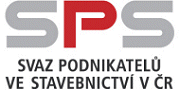 SPS
SVAZ PODNIKATELŮ
VE STAVEBNICTVÍ V ČR